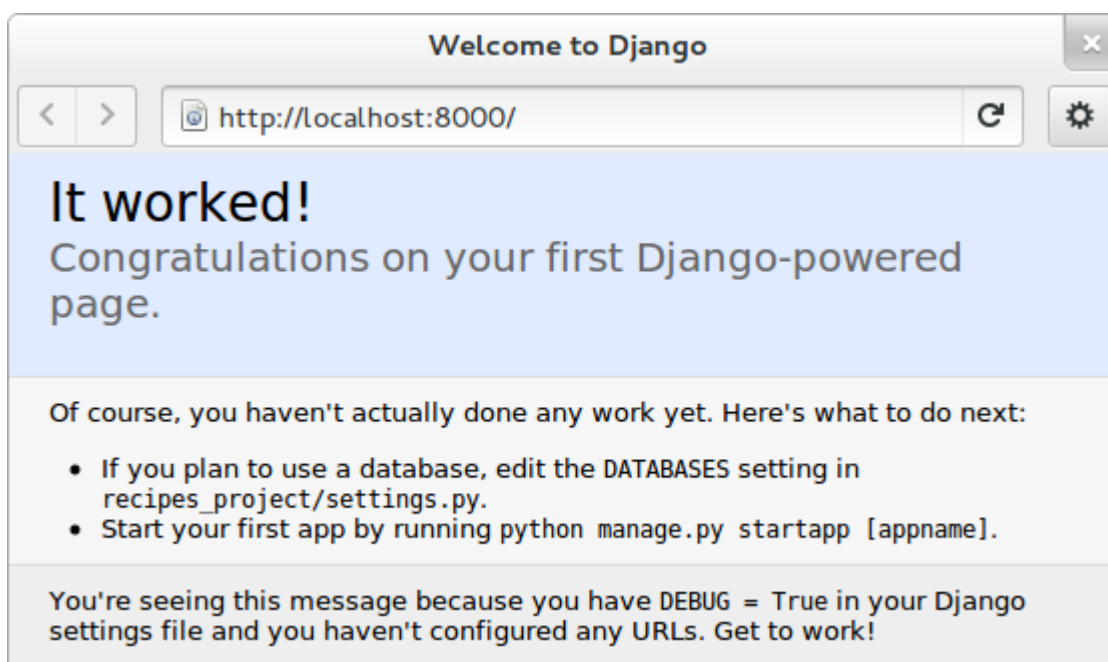 Welcome to Django
http://localhost:8000/
It worked!
Congratulations on your first Django-powered
page.
Of course, you haven't actually done any work yet. Here's what to do next:
• If you plan to use a database, edit the DATABASES setting in
recipes_project/settings.py.
• Start your first app by running python manage.py startapp [appname].
You're seeing this message because you have DEBUG = True in your Django
settings file and you haven't configured any URLs. Get to work!